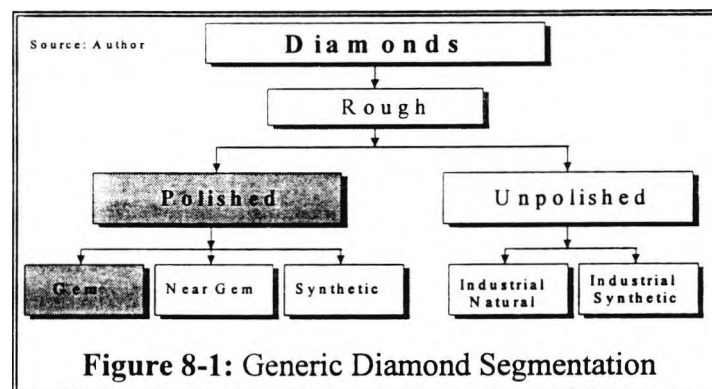 Source: Author
Diamonds
Rough
Polished
Unpolished
Gem
Near Gem
Synthetic
Industrial
Natural
Industrial
Synthetic
Figure 8-1: Generic Diamond Segmentation